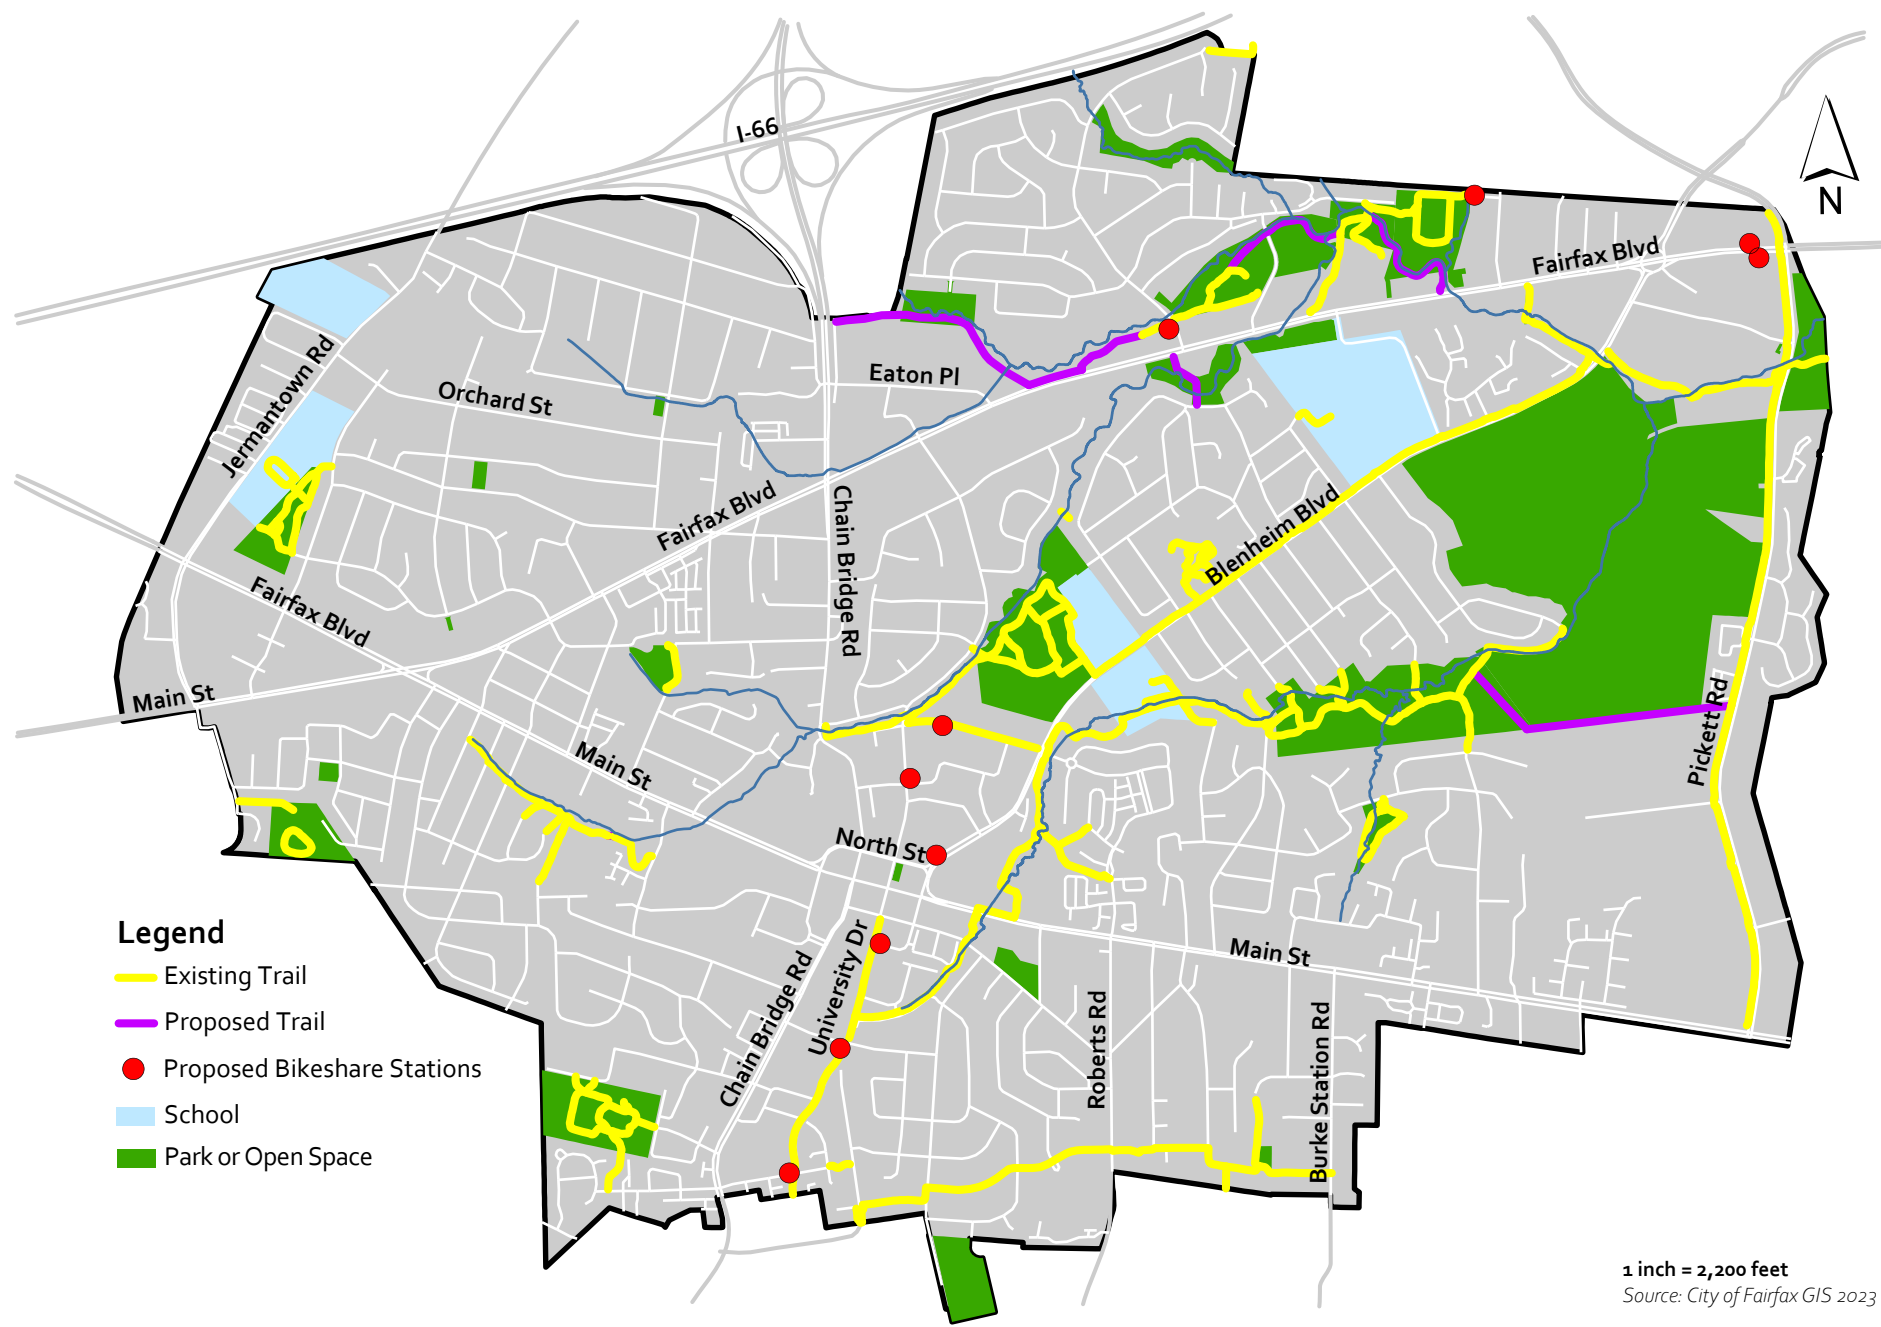 I-66
N
Fairfax Blvd
Jermantown Rd
Orchard St
Eaton Pl
Fairfax Blvd
Chain Bridge Rd
Blenheim Blvd
Fairfax Blvd
Main St
Main St
Pickett Rd
North St
Main St
University Dr
Chain Bridge Rd
Roberts Rd
Burke Station Rd
Legend
Existing Trail
Proposed Trail
Proposed Bikeshare Stations
School
Park or Open Space
1 inch = 2,200 feet
Source: City of Fairfax GIS 2023